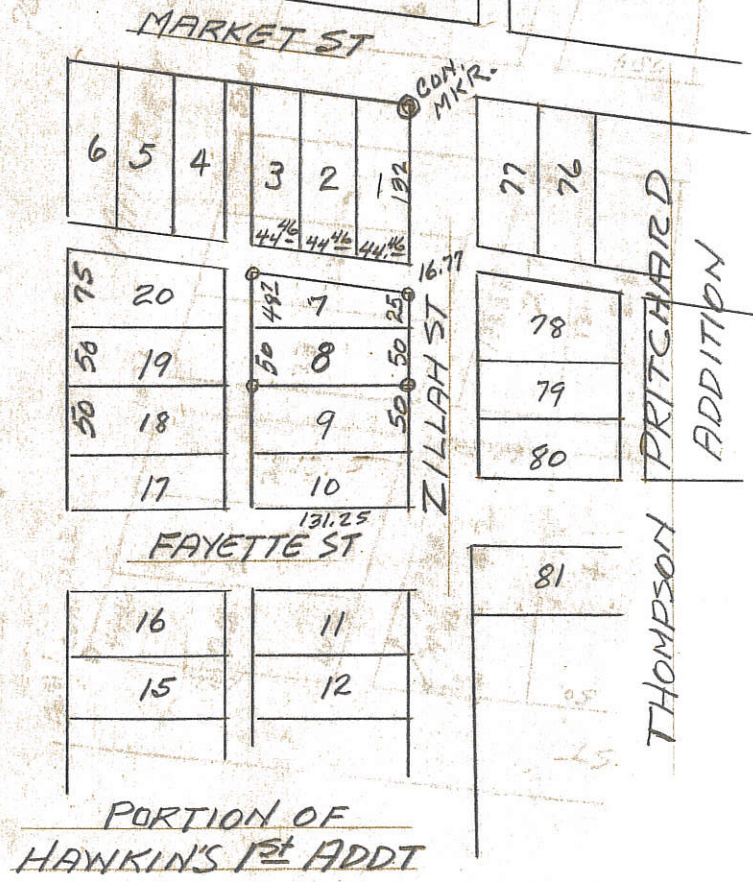 MARKET ST
CON.
MKR.
6 5 4 3 2 1 132
77 76
44.46 44.46 44.46
16.77
75 20
49.2 7 25
50 19
50 8 50
50 18
9 50
17
10
131.25
78
79
80
ZILLAH ST
FAYETTE ST
16
11
81
15
12
THOMPSON PRITCHARD
ADDITION
PORTION OF
HAWKIN'S 1st ADDT